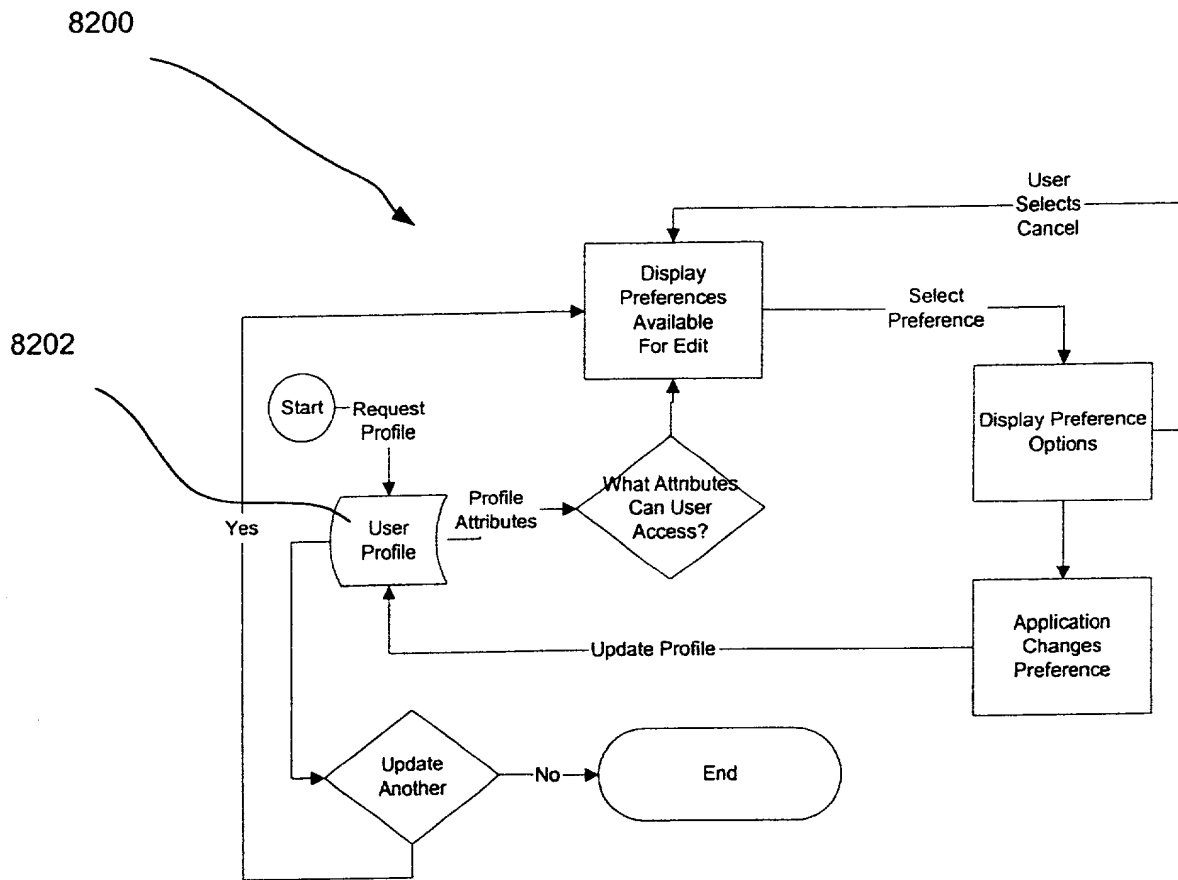 8200
User
Selects
Cancel
Display
Preferences
Available
For Edit
Select
Preference
8202
Start
Request
Profile
Display Preference
Options
What Attributes
Can User
Access?
Profile
Attributes
User
Profile
Yes
Application
Changes
Preference
Update Profile
Update
Another
No
End